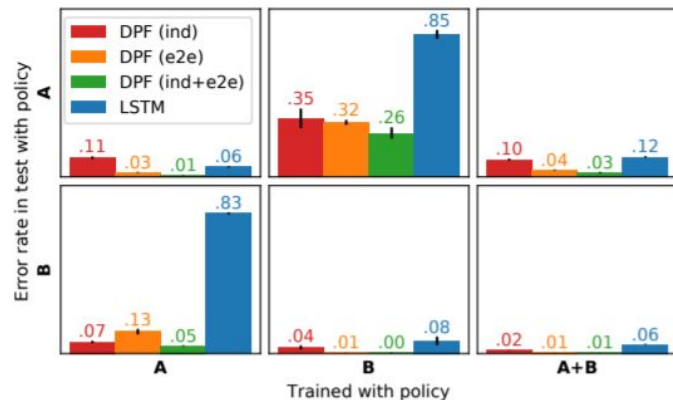 DPF (ind)
DPF (e2e)
DPF (ind+e2e)
LSTM
.11
.03
.01
.06
.35
.32
.26
.85
.10
.04
.03
.12
A
Error rate in test with policy
B
.07
.13
.05
.83
.04
.01
.00
.08
.02
.01
.01
.06
A
B
A+B
Trained with policy